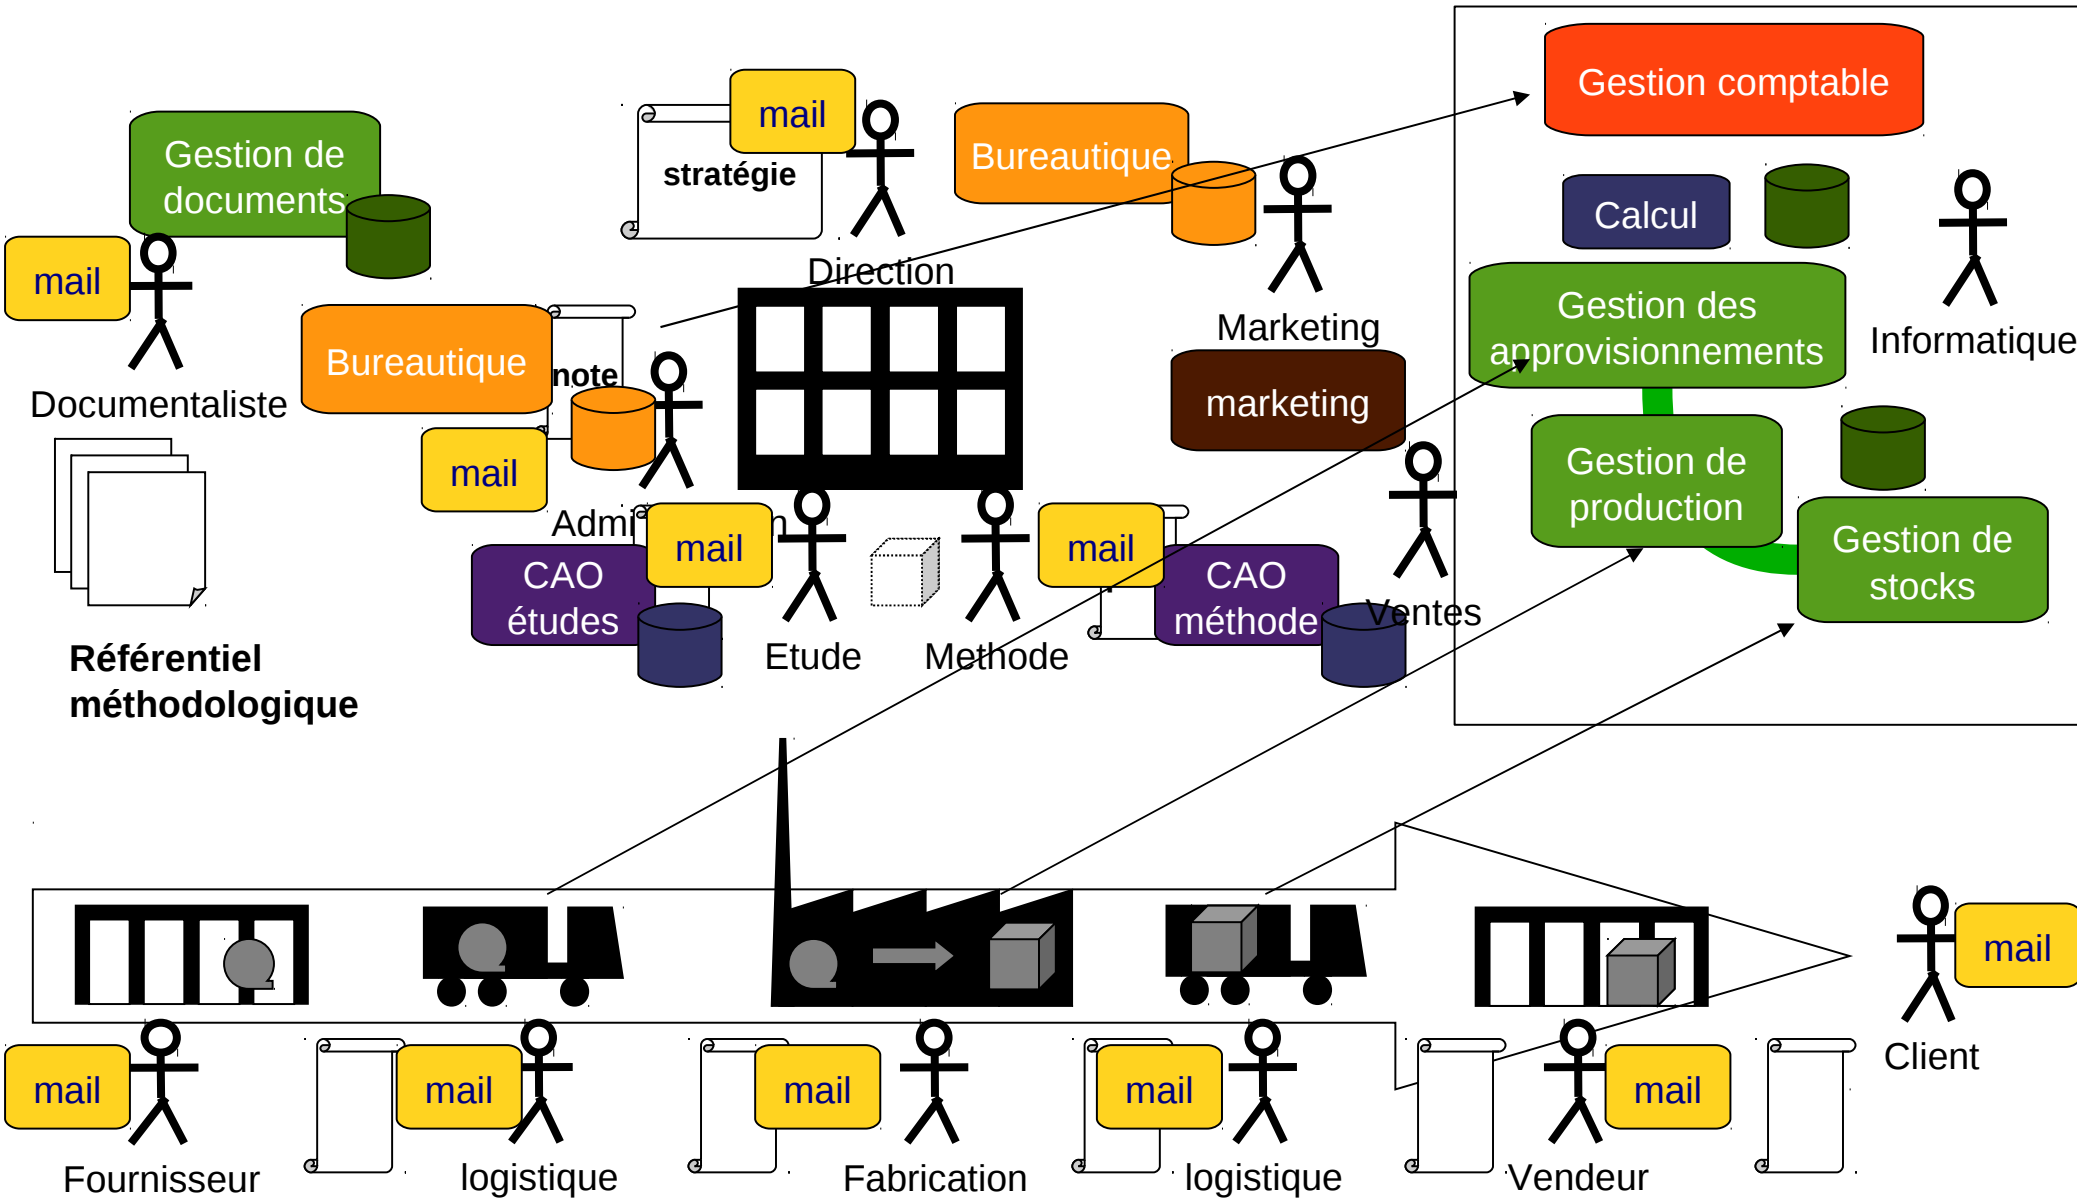 Gestion comptable
mail
stratégie
Direction
Bureautique
Marketing
Gestion de
documents
mail
Documentaliste
Référentiel
méthodologique
Bureautique
note
mail
Calcul
Gestion des
approvisionnements
Informatique
marketing
Ventes
Gestion de
production
Gestion de
stocks
CAO
études
mail
Etude
Methode
mail
CAO
méthode
mail
Fournisseur
mail
logistique
mail
Fabrication
mail
logistique
mail
Vendeur
mail
Client